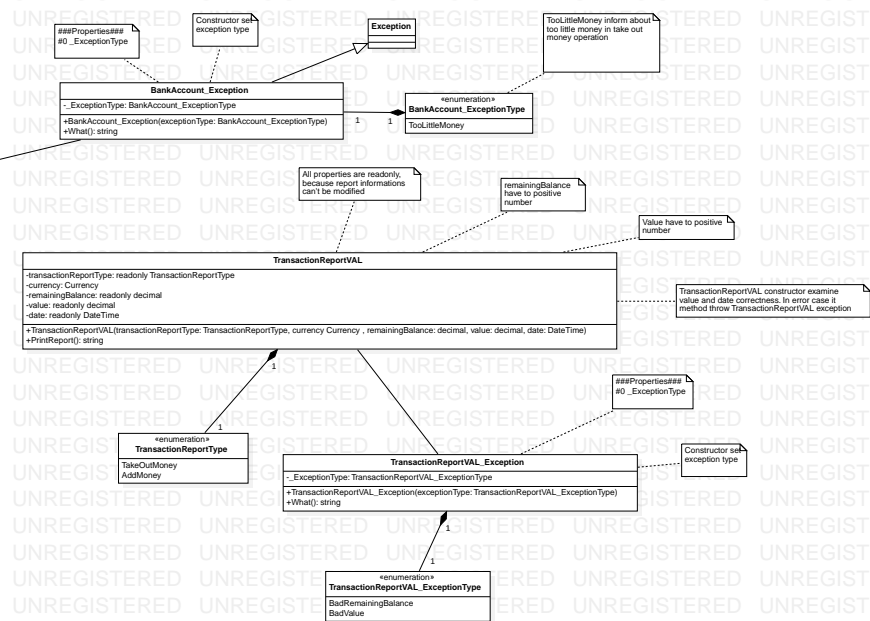 ###Properties###
#0 _ExceptionType
Constructor set
exception type
Exception
TooLittleMoney inform about
too little money in take out
money operation
BankAccount_Exception
-_ExceptionType: BankAccount_ExceptionType
+BankAccount_Exception(exceptionType: BankAccount_ExceptionType)
+What(): string
1
1
«enumeration»
BankAccount_ExceptionType
TooLittleMoney
All properties are readonly,
because report informations
can't be modified
remainingBalance
have to positive
number
Value have to positive
number
TransactionReportVAL
-transactionReportType: readonly TransactionReportType
-currency: Currency
-remainingBalance: readonly decimal
-value: readonly decimal
-date: readonly DateTime
+TransactionReportVAL(transactionReportType: TransactionReportType, currency Currency , remainingBalance: decimal, value: decimal, date: DateTime)
+PrintReport(): string
TransactionReportVAL constructor examine
value and date correctness. In error case it
method throw TransactionReportVAL exception
1
1
«enumeration»
TransactionReportType
TakeOutMoney
AddMoney
###Properties###
#0 _ExceptionType
Constructor set
exception type
TransactionReportVAL_Exception
-_ExceptionType: TransactionReportVAL_ExceptionType
+TransactionReportVAL_Exception(exceptionType: TransactionReportVAL_ExceptionType)
+What(): string
1
1
«enumeration»
TransactionReportVAL_ExceptionType
BadRemainingBalance
BadValue
UNREGISTERED